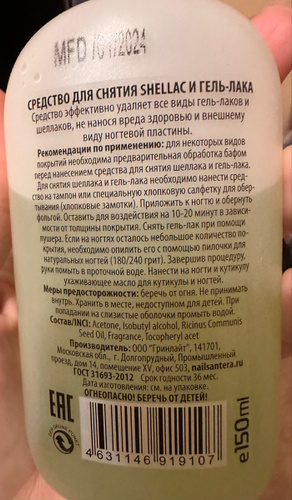 MFD /01/2024
СРЕДСТВО ДЛЯ СНЯТИЯ SHELLAC И ГЕЛЬ-ЛАКА
Средство эффективно удаляет все виды гель-лаков и
шеллаков, не нанося вреда здоровью и внешнему
виду ногтевой пластины.
Рекомендации по применению: для некоторых видов
покрытий необходима предварительная обработка бафом
перед нанесением средства для снятия шеллака и гель-лака.
Для снятия шеллака и гель-лака необходимо нанести сред-
ство на тампон или специальную хлопковую салфетку для обер-
тывания (хлопковые замотки). Приложить к ногтю и обернуть
фольгой. Оставить для воздействия на 10-20 минут в зависи-
мости от толщины покрытия. Снять гель-лак при помощи
пушера. Если на ногтях осталось небольшое количество по-
крытия, необходимо опилить его с помощью пилочки для
натуральных ногтей (180/240 грит). Завершив процедуру,
руки помыть в проточной воде. Нанести на ногти и кутикулу
ухаживающее масло для кутикулы и ногтей.
Меры предосторожности: беречь от огня. Не принимать
внутрь. Хранить в месте, недоступном для детей. При
попадании на слизистые оболочки промыть водой.
Состав/INCI: Acetone, Isobutyl alcohol, Ricinus Communis
Seed Oil, Fragrance, Tocopheryl acet
Производитель: ООО "Гринлайт", 141701,
Московская обл., г. Долгопрудный, Промышленный
проезд, дом 14, помещение XV, офис 503, nailsantera.ru
ГОСТ 31693-2012 Срок годности 36 мес.
Дата изготовления: см. на упаковке.
ОГНЕОПАСНО! БЕРЕЧЬ ОТ ДЕТЕЙ!
EAC
4 631146 919107
e150ml